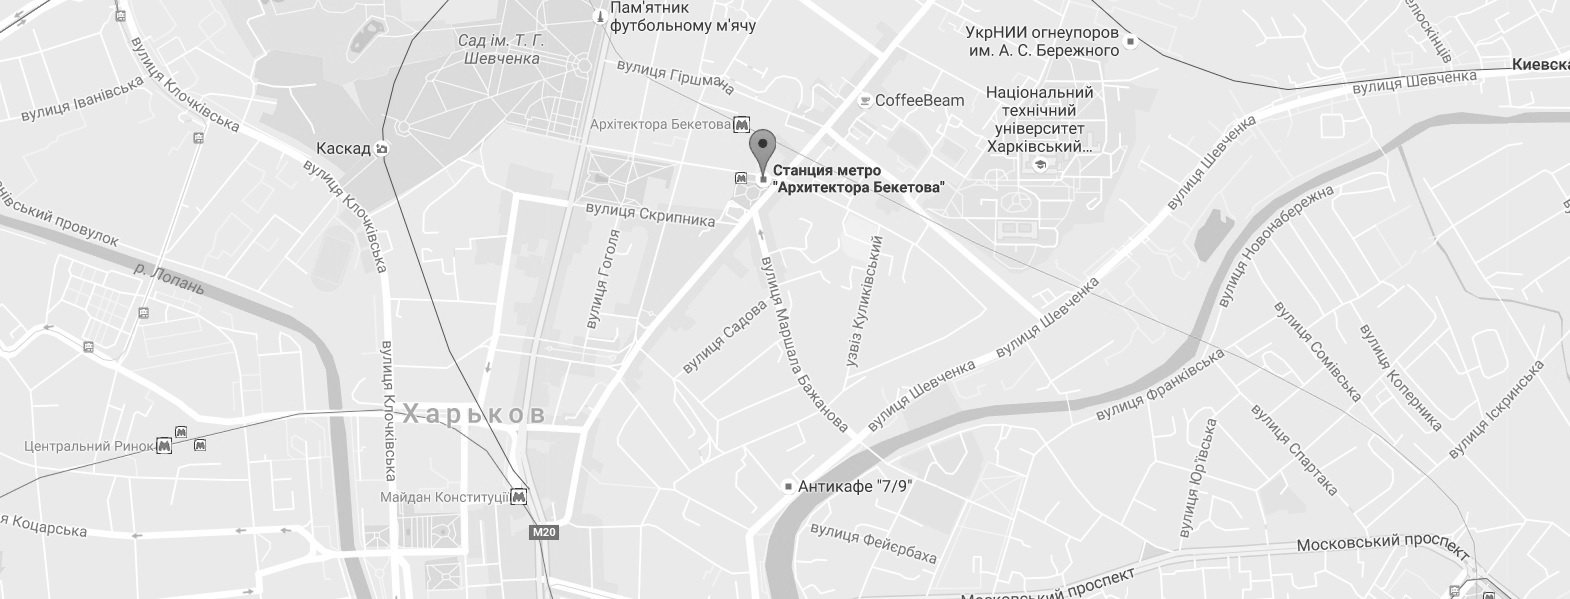 Пам'ятник
футбольному м'ячу
Сад ім. Т. Г.
Шевченка
УкрНИИ огнеупоров
им. А. С. Бережного
Киевска
вулиця Шевченка
вулиця Клочківська
вулиця Іванівська
вулиця Гіршмана
CoffeeBeam
Національний
технічний
університет
Харківський...
Архітектора Бекетова
Каскад
Станция метро
"Архитектора Бекетова"
вулиця Шевченка
вулиця Клочківська
вулиця Скрипника
вулиця Новонабережна
нівський провулок
р. Лопань
вулиця Гоголя
вулиця Садова
вулиця Маршала Бажанова
узвіз Куликівський
вулиця Шевченка
вулиця Шевченка
вулиця Сомівська
вулиця Коперника
вулиця Франківська
вулиця Іскринська
вулиця Клочківська
Харьков
Центральний Ринок
вулиця Спартака
вулиця Юр'ївська
Майдан Конституції
Антикафе "7/9"
я Коцарська
М20
вулиця Фейєрбаха
Московський проспект
Московський проспект